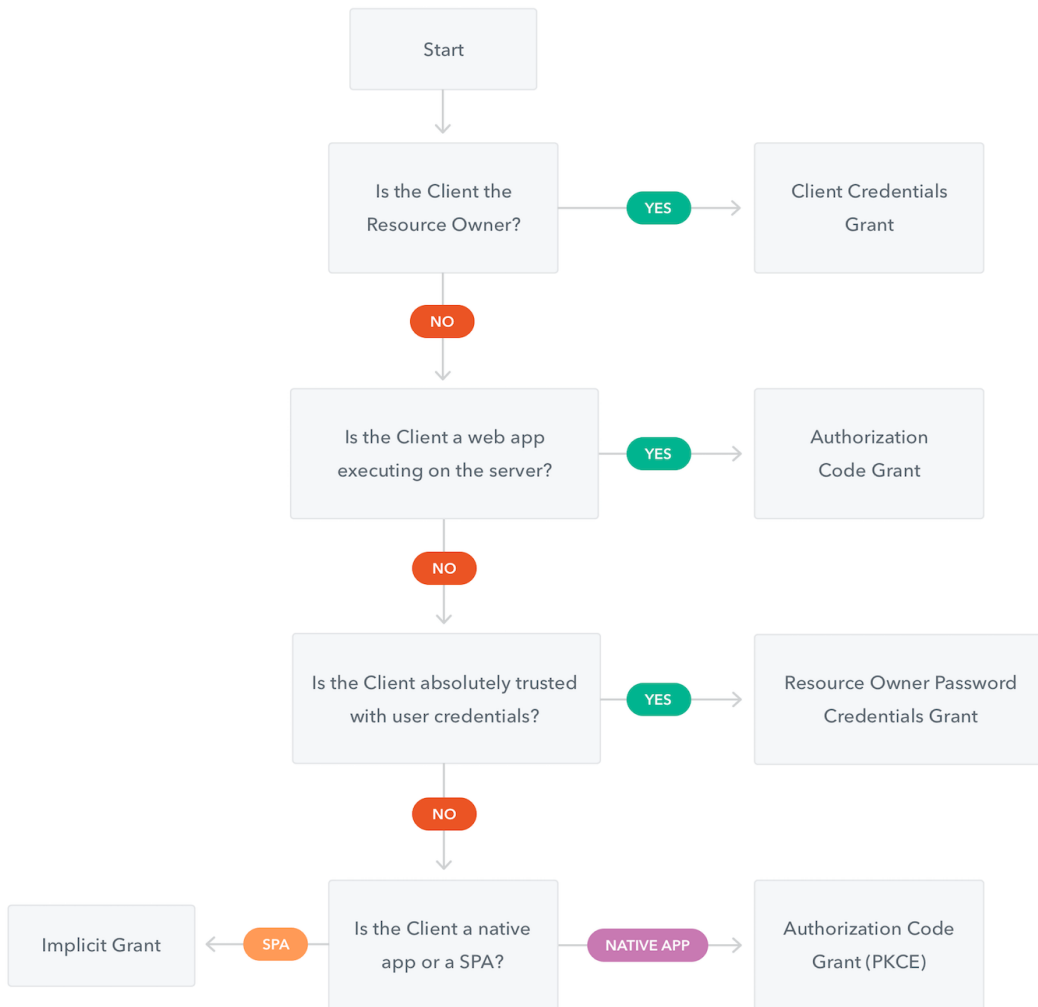 Start
Is the Client the
Resource Owner?
YES
Client Credentials
Grant
NO
Is the Client a web app
executing on the server?
YES
Authorization
Code Grant
NO
Is the Client absolutely trusted
with user credentials?
YES
Resource Owner Password
Credentials Grant
NO
Implicit Grant
SPA
Is the Client a native
app or a SPA?
NATIVE APP
Authorization Code
Grant (PKCE)